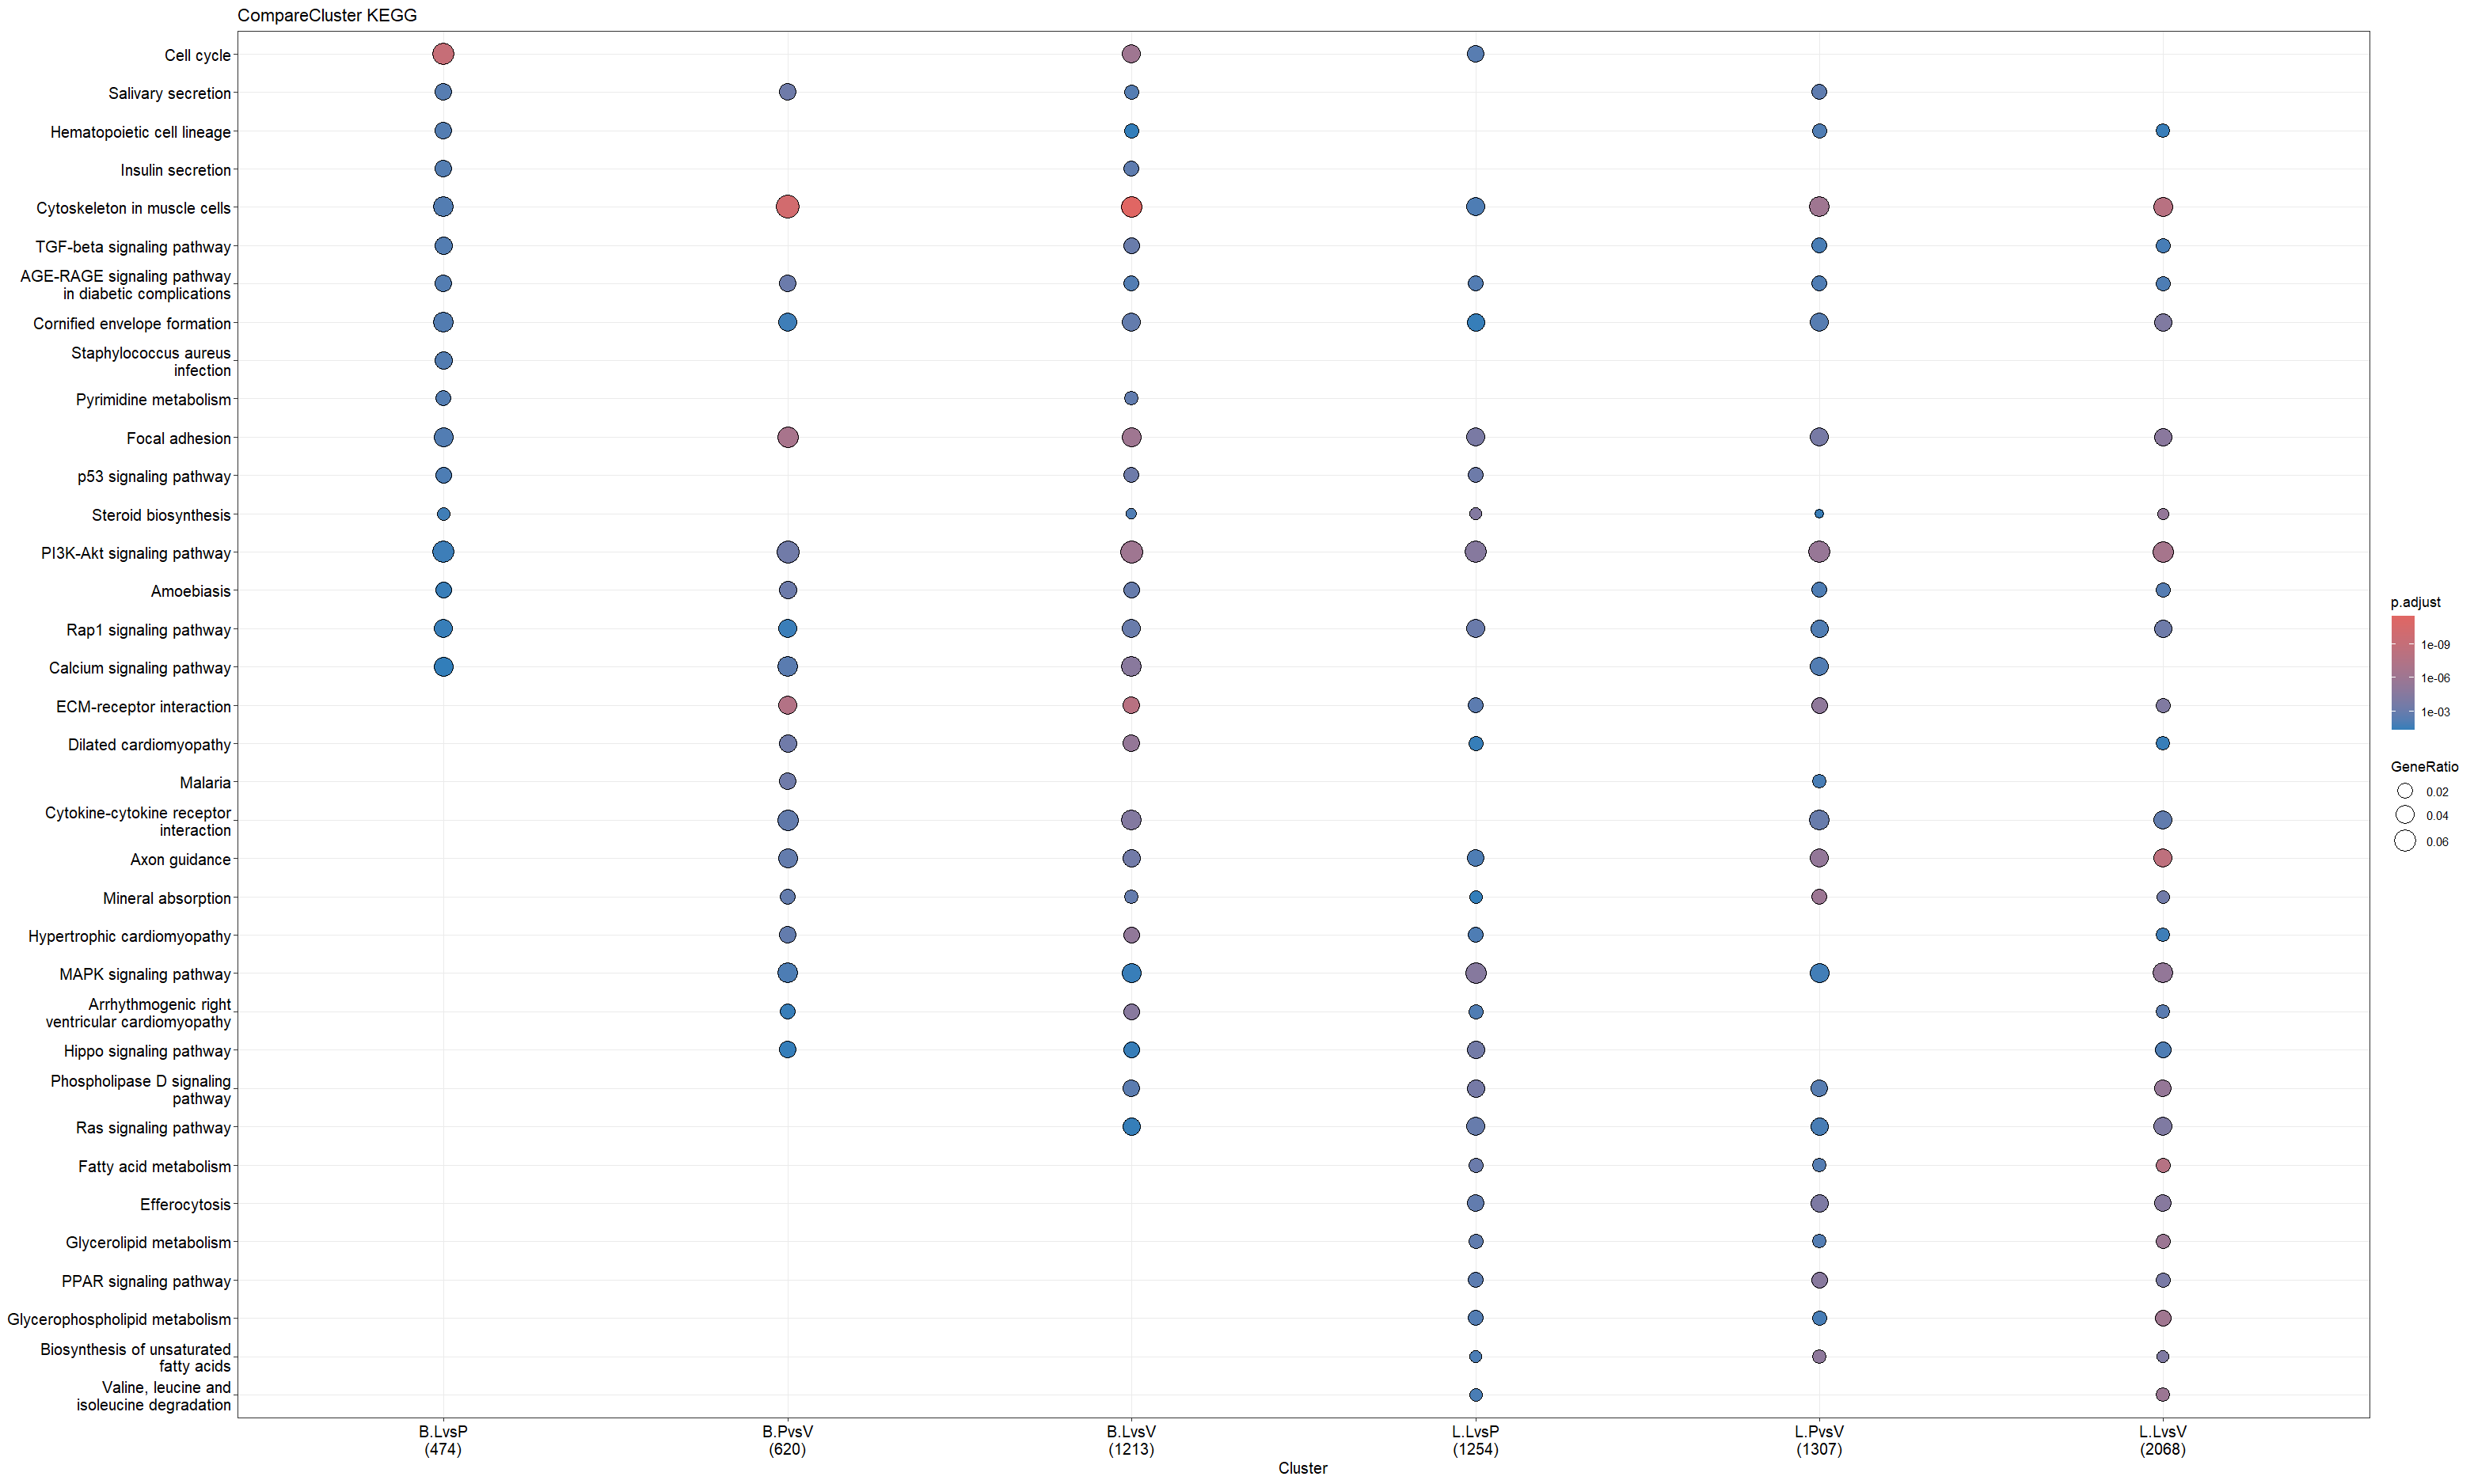 CompareCluster KEGG
Cell cycle
Salivary secretion
Hematopoietic cell lineage
Insulin secretion
Cytoskeleton in muscle cells
TGF-beta signaling pathway
AGE-RAGE signaling pathway
in diabetic complications
Cornified envelope formation
Staphylococcus aureus
infection
Pyrimidine metabolism
Focal adhesion
p53 signaling pathway
Steroid biosynthesis
PI3K-Akt signaling pathway
Amoebiasis
Rap1 signaling pathway
Calcium signaling pathway
ECM-receptor interaction
Dilated cardiomyopathy
Malaria
Cytokine-cytokine receptor
interaction
Axon guidance
Mineral absorption
Hypertrophic cardiomyopathy
MAPK signaling pathway
Arrhythmogenic right
ventricular cardiomyopathy
Hippo signaling pathway
Phospholipase D signaling
pathway
Ras signaling pathway
Fatty acid metabolism
Efferocytosis
Glycerolipid metabolism
PPAR signaling pathway
Glycerophospholipid metabolism
Biosynthesis of unsaturated
fatty acids
Valine, leucine and
isoleucine degradation
B.LvsP
(474)
B.PvsV
(620)
B.LvsV
(1213)
L.LvsP
(1254)
L.PvsV
(1307)
L.LvsV
(2068)
Cluster
p.adjust
1e-09
1e-06
1e-03
GeneRatio
0.02
0.04
0.06